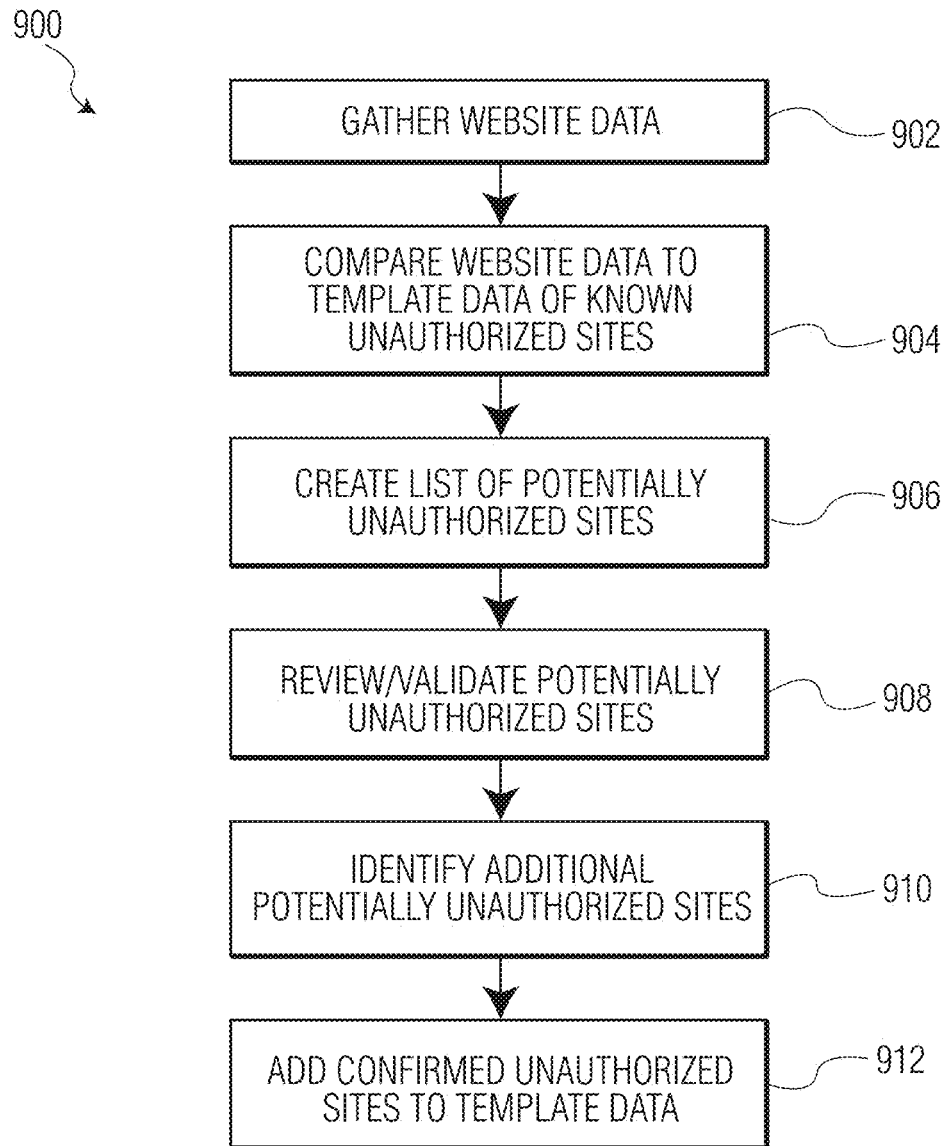 900
GATHER WEBSITE DATA
902
COMPARE WEBSITE DATA TO
TEMPLATE DATA OF KNOWN
UNAUTHORIZED SITES
904
CREATE LIST OF POTENTIALLY
UNAUTHORIZED SITES
906
REVIEW/VALIDATE POTENTIALLY
UNAUTHORIZED SITES
908
IDENTIFY ADDITIONAL
POTENTIALLY UNAUTHORIZED SITES
910
ADD CONFIRMED UNAUTHORIZED
SITES TO TEMPLATE DATA
912